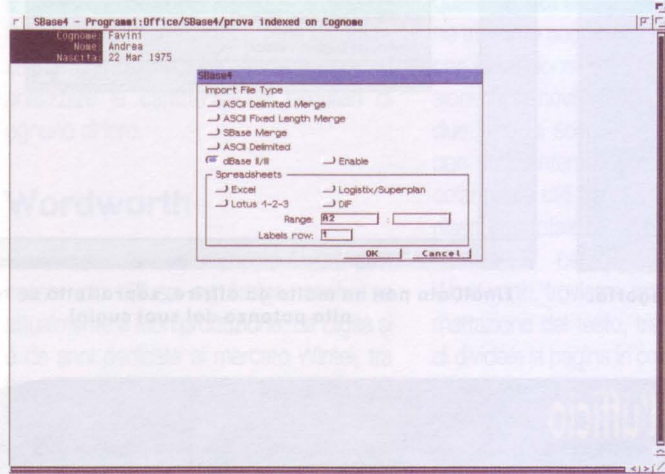 SBase4 - Programmi:Office/SBase4/prova indexed on Cognome
Cognome Favini
Nome Andrea
Nascita 22 Mar 1975
SBase4
Import File Type
ASCII Delimited Merge
ASCII Fixed Length Merge
SBase Merge
ASCII Delimited
dBase II/III Enable
Spreadsheets
Excel Logistix/Superplan
Lotus 1-2-3 DIF
Range: A2 :
Labels row: 1
OK Cancel
Wordworth